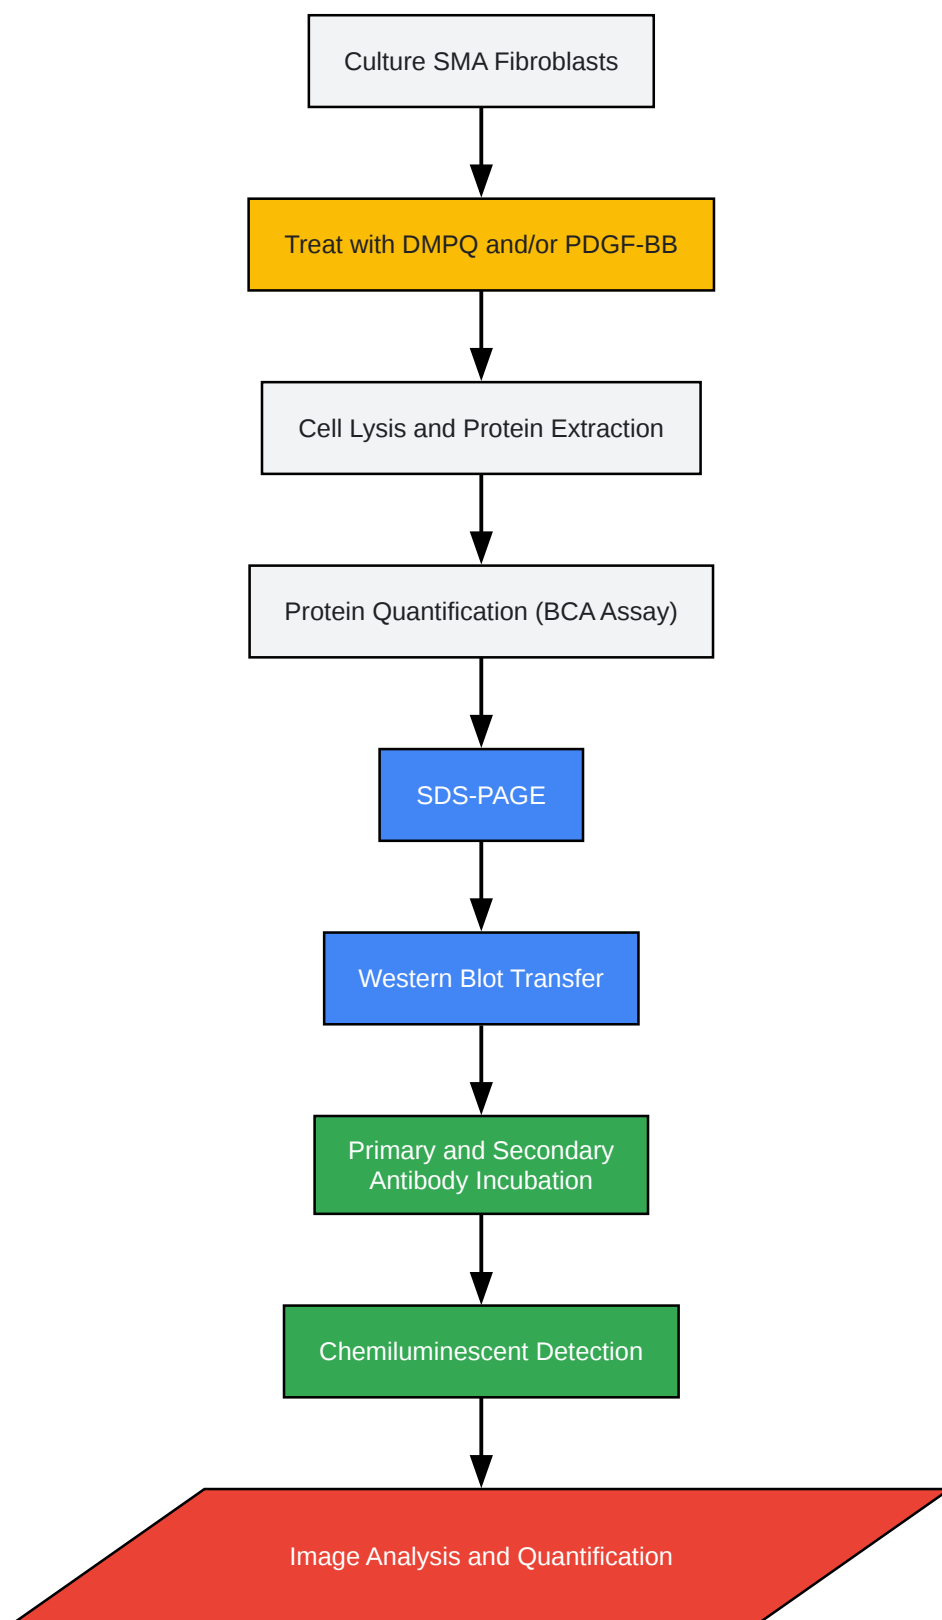 Culture SMA Fibroblasts
Treat with DMPQ and/or PDGF-BB
Cell Lysis and Protein Extraction
Protein Quantification (BCA Assay)
SDS-PAGE
Western Blot Transfer
Primary and Secondary
Antibody Incubation
Chemiluminescent Detection
Image Analysis and Quantification